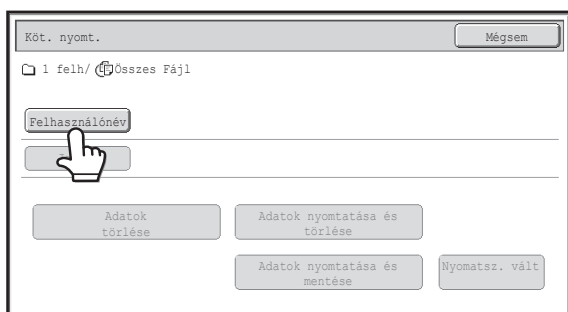 Köt. nyomt.
Mégsem
1 felh/ Összes Fájl
Felhasználónév
Adatok
törlése
Adatok nyomtatása és
törlése
Adatok nyomtatása és
mentése
Nyomatsz. vált